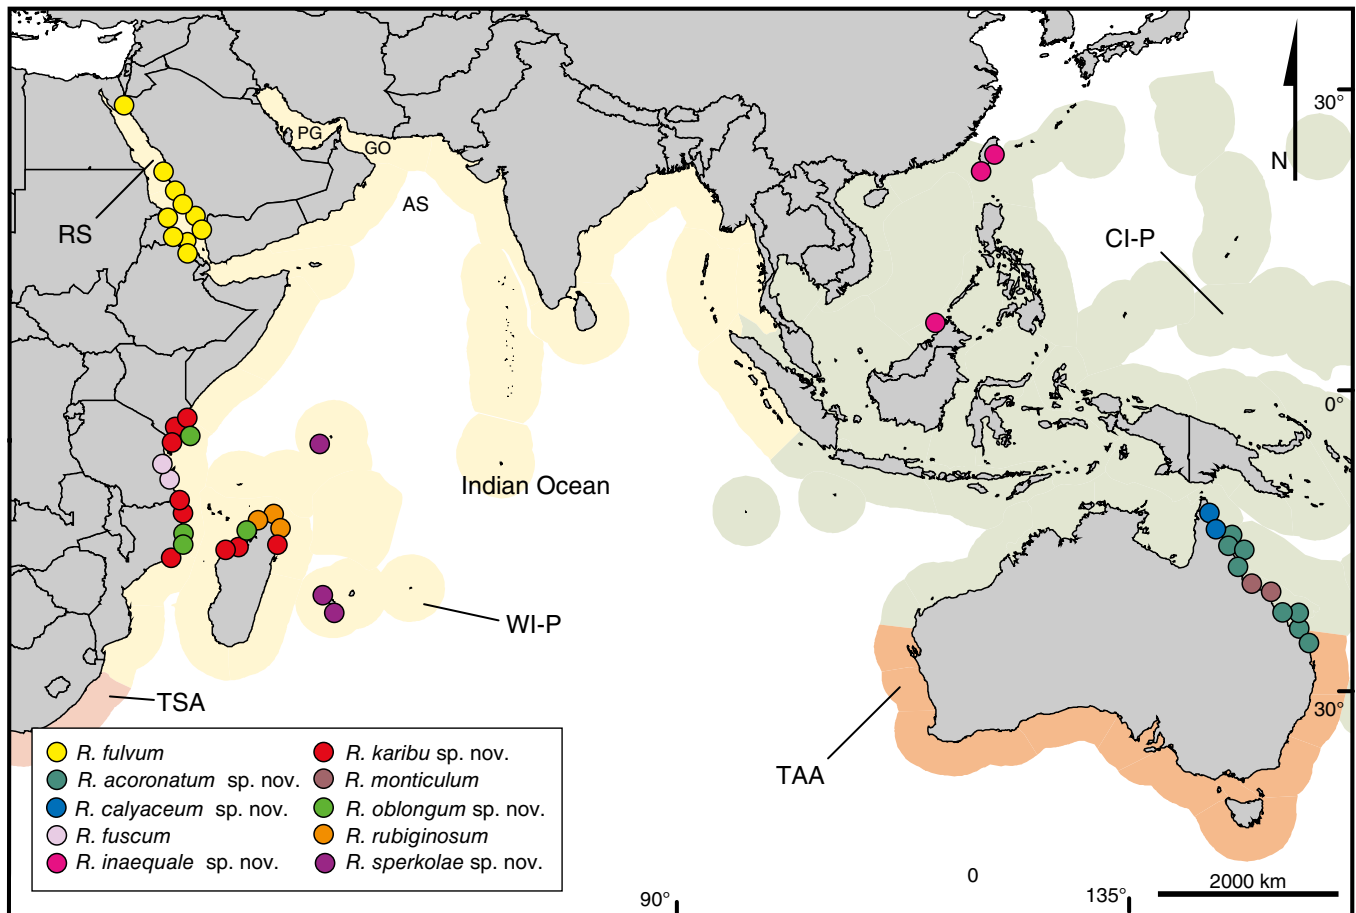 30°
PG
GO
N
AS
RS
CI-P
0°
Indian Ocean
WI-P
TSA
30°
TAA
R. fulvum
R. acoronatum sp. nov.
R. calyaceum sp. nov.
R. fuscum
R. inaequale sp. nov.
R. karibu sp. nov.
R. monticulum
R. oblongum sp. nov.
R. rubiginosum
R. sperkolae sp. nov.
0
2000 km
90°
135°